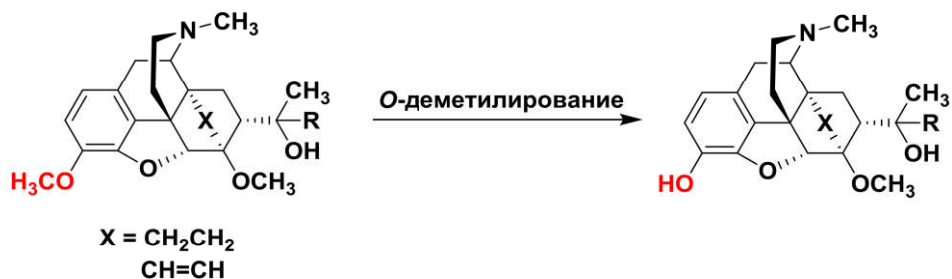 N CH₃
N CH₃
CH₃
X R
OH
O OCH₃
H₃CO
О-деметилирование
CH₃
X R
OH
O OCH₃
HO
X = CH₂CH₂
CH=CH